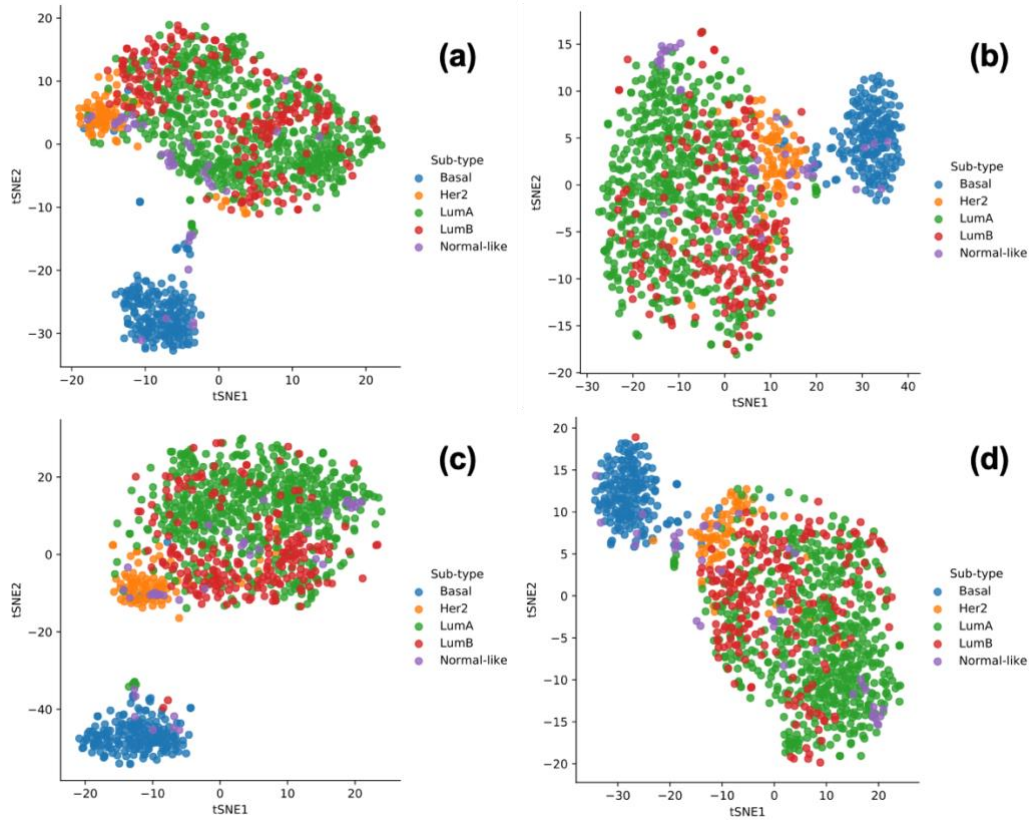 (a)
20
10
0
−10
−20
−30
tSNE2
−20
−10
0
10
20
tSNE1
Sub-type
Basal
Her2
LumA
LumB
Normal-like
(b)
15
10
5
0
−5
−10
−15
−20
tSNE2
−30
−20
−10
0
10
20
30
40
tSNE1
Sub-type
Basal
Her2
LumA
LumB
Normal-like
(c)
20
0
−20
−40
tSNE2
−20
−10
0
10
20
tSNE1
Sub-type
Basal
Her2
LumA
LumB
Normal-like
(d)
20
15
10
5
0
−5
−10
−15
−20
tSNE2
−30
−20
−10
0
10
20
tSNE1
Sub-type
Basal
Her2
LumA
LumB
Normal-like